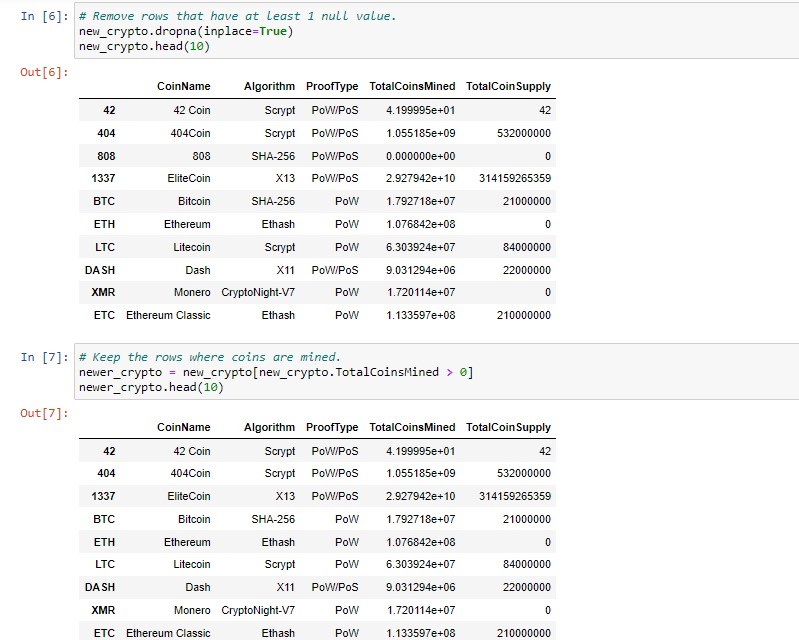 In [6]: # Remove rows that have at least 1 null value.
new_crypto.dropna(inplace=True)
new_crypto.head(10)
Out[6]:
CoinName Algorithm ProofType TotalCoinsMined TotalCoinSupply
42 42 Coin Scrypt PoW/PoS 4.199995e+01 42
404 404Coin Scrypt PoW/PoS 1.055185e+09 532000000
808 808 SHA-256 PoW/PoS 0.000000e+00 0
1337 EliteCoin X13 PoW/PoS 2.927942e+10 314159265359
BTC Bitcoin SHA-256 PoW 1.792718e+07 21000000
ETH Ethereum Ethash PoW 1.076842e+08 0
LTC Litecoin Scrypt PoW 6.303924e+07 84000000
DASH Dash X11 PoW/PoS 9.031294e+06 22000000
XMR Monero CryptoNight-V7 PoW 1.720114e+07 0
ETC Ethereum Classic Ethash PoW 1.133597e+08 210000000
In [7]: # Keep the rows where coins are mined.
newer_crypto = new_crypto[new_crypto.TotalCoinsMined > 0]
newer_crypto.head(10)
Out[7]:
CoinName Algorithm ProofType TotalCoinsMined TotalCoinSupply
42 42 Coin Scrypt PoW/PoS 4.199995e+01 42
404 404Coin Scrypt PoW/PoS 1.055185e+09 532000000
1337 EliteCoin X13 PoW/PoS 2.927942e+10 314159265359
BTC Bitcoin SHA-256 PoW 1.792718e+07 21000000
ETH Ethereum Ethash PoW 1.076842e+08 0
LTC Litecoin Scrypt PoW 6.303924e+07 84000000
DASH Dash X11 PoW/PoS 9.031294e+06 22000000
XMR Monero CryptoNight-V7 PoW 1.720114e+07 0
ETC Ethereum Classic Ethash PoW 1.133597e+08 210000000